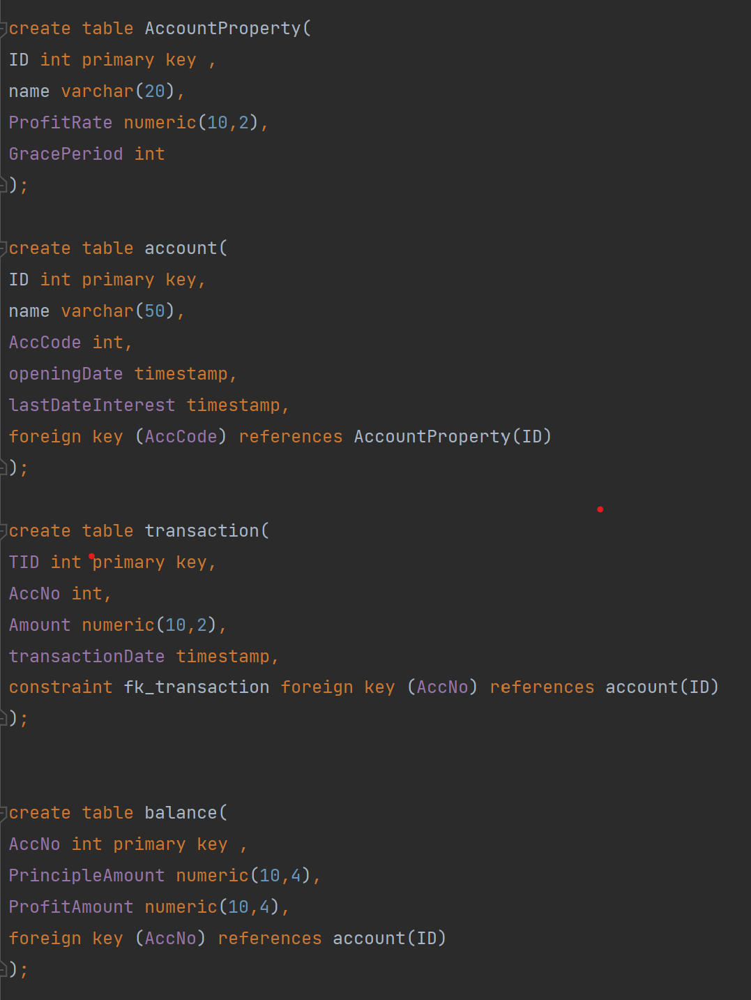 create table AccountProperty(
ID int primary key ,
name varchar(20),
ProfitRate numeric(10,2),
GracePeriod int
);
create table account(
ID int primary key,
name varchar(50),
AccCode int,
openingDate timestamp,
lastDateInterest timestamp,
foreign key (AccCode) references AccountProperty(ID)
);
create table transaction(
TID int primary key,
AccNo int,
Amount numeric(10,2),
transactionDate timestamp,
constraint fk_transaction foreign key (AccNo) references account(ID)
);
create table balance(
AccNo int primary key ,
PrincipleAmount numeric(10,4),
ProfitAmount numeric(10,4),
foreign key (AccNo) references account(ID)
);